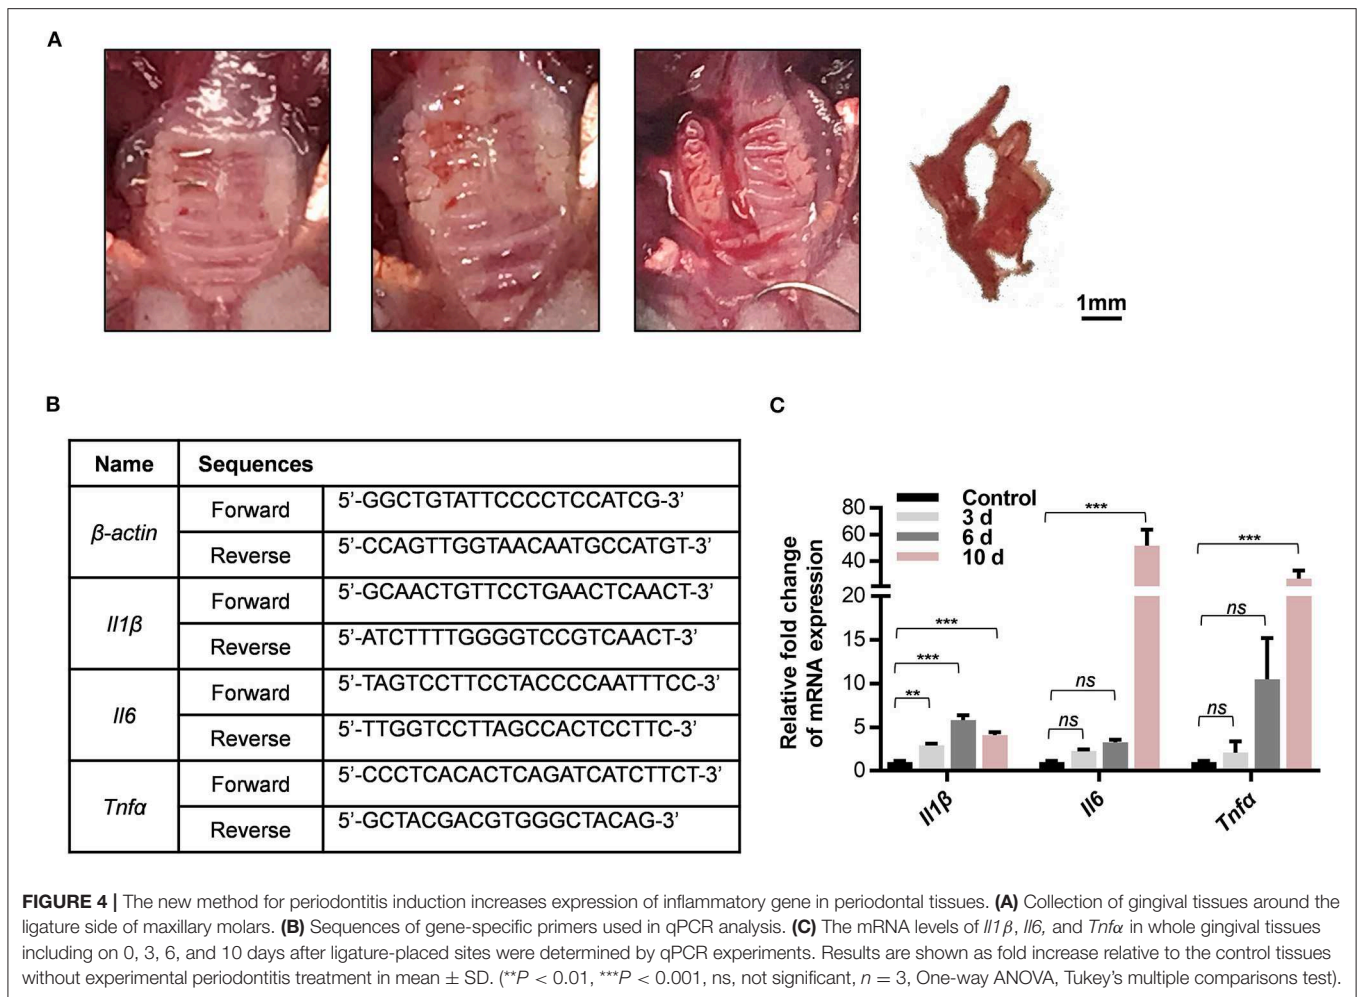 A
1mm
B
Name Sequences
β-actin
Forward 5’-GGCTGTATTCCCCTCCATCG-3’
Reverse 5’-CCAGTTGGTAACAATGCCATGT-3’
Il1β
Forward 5’-GCAACTGTTCCTGAACTCAACT-3’
Reverse 5’-ATCTTTTGGGGTCCGTCAACT-3’
Il6
Forward 5’-TAGTCCTTCCTACCCCAATTTCC-3’
Reverse 5’-TTGGTCCTTAGCCACTCCTTC-3’
Tnfα
Forward 5’-CCCTCACACTCAGATCATCTTCT-3’
Reverse 5’-GCTACGACGTGGGCTACAG-3’
C
Relative fold change
of mRNA expression
80
60
40
20
15
10
5
0
Control
3 d
6 d
10 d
**
***
***
ns
ns
***
ns
ns
***
Il1β
Il6
Tnfα
FIGURE 4 | The new method for periodontitis induction increases expression of inflammatory gene in periodontal tissues. (A) Collection of gingival tissues around the
ligature side of maxillary molars. (B) Sequences of gene-specific primers used in qPCR analysis. (C) The mRNA levels of Il1β, Il6, and Tnfα in whole gingival tissues
including on 0, 3, 6, and 10 days after ligature-placed sites were determined by qPCR experiments. Results are shown as fold increase relative to the control tissues
without experimental periodontitis treatment in mean ± SD. (**P < 0.01, ***P < 0.001, ns, not significant, n = 3, One-way ANOVA, Tukey’s multiple comparisons test).